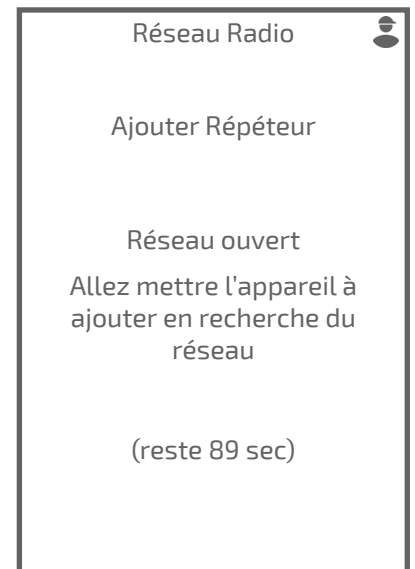 Réseau Radio
Ajouter Répéteur
Réseau ouvert
Allez mettre l'appareil à
ajouter en recherche du
réseau
(reste 89 sec)